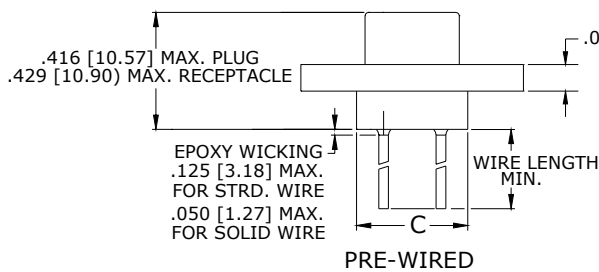 .416 [10.57] MAX. PLUG
.429 [10.90) MAX. RECEPTACLE
.0
EPOXY WICKING
.125 [3.18] MAX.
FOR STRD. WIRE
.050 [1.27] MAX.
FOR SOLID WIRE
WIRE LENGTH
MIN.
C
PRE-WIRED